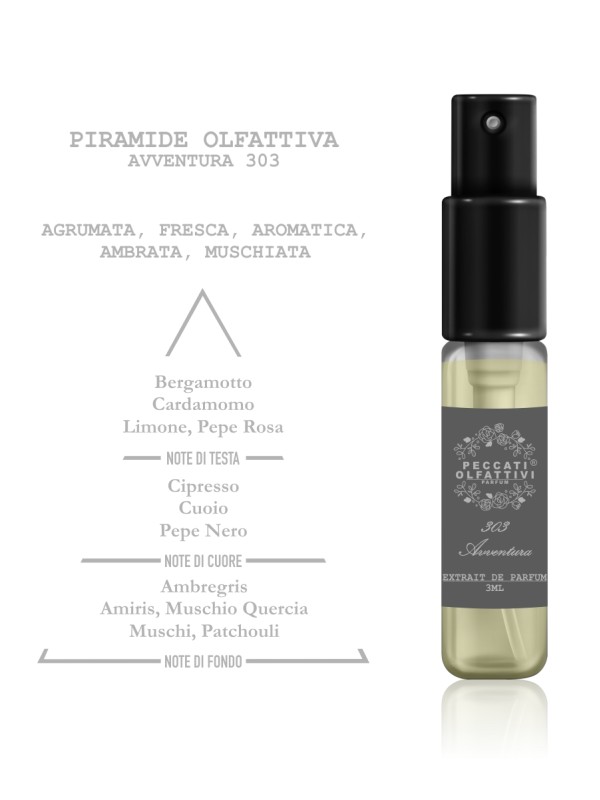 PIRAMIDE OLFATTIVA
AVVENTURA 303
AGRUMATA, FRESCA, AROMATICA,
AMBRATA, MUSCHIATA
Bergamotto
Cardamomo
Limone, Pepe Rosa
NOTE DI TESTA
Cipresso
Cuoio
Pepe Nero
NOTE DI CUORE
Ambregris
Amiris, Muschio Quercia
Muschi, Patchouli
NOTE DI FONDO
PECCATI®
OLFATTIVI
PARFUM
303
Avventura
EXTRAIT DE PARFUM
3ML